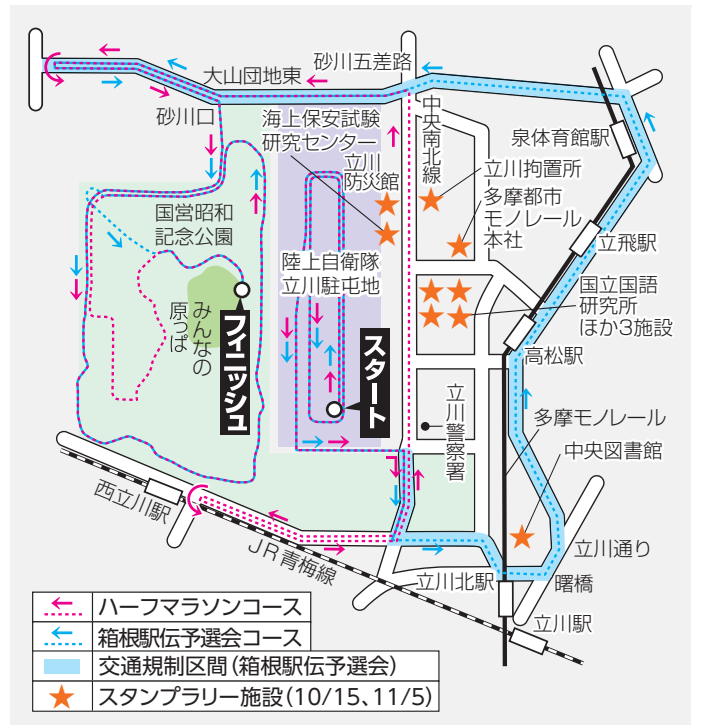 砂川五差路
大山団地東
砂川口
海上保安試験
研究センター
立川
防災館
中央南北線
泉体育館駅
立川拘置所
多摩都市
モノレール
本社
立飛駅
国営昭和
記念公園
陸上自衛隊
立川駐屯地
国立国語
研究所
ほか3施設
みんなの
原っぱ
フィニッシュ
スタート
高松駅
立川警察署
多摩モノレール
中央図書館
西立川駅
JR青梅線
立川通り
立川北駅
曙橋
立川駅
ハーフマラソンコース
箱根駅伝予選会コース
交通規制区間(箱根駅伝予選会)
スタンプラリー施設(10/15、11/5)